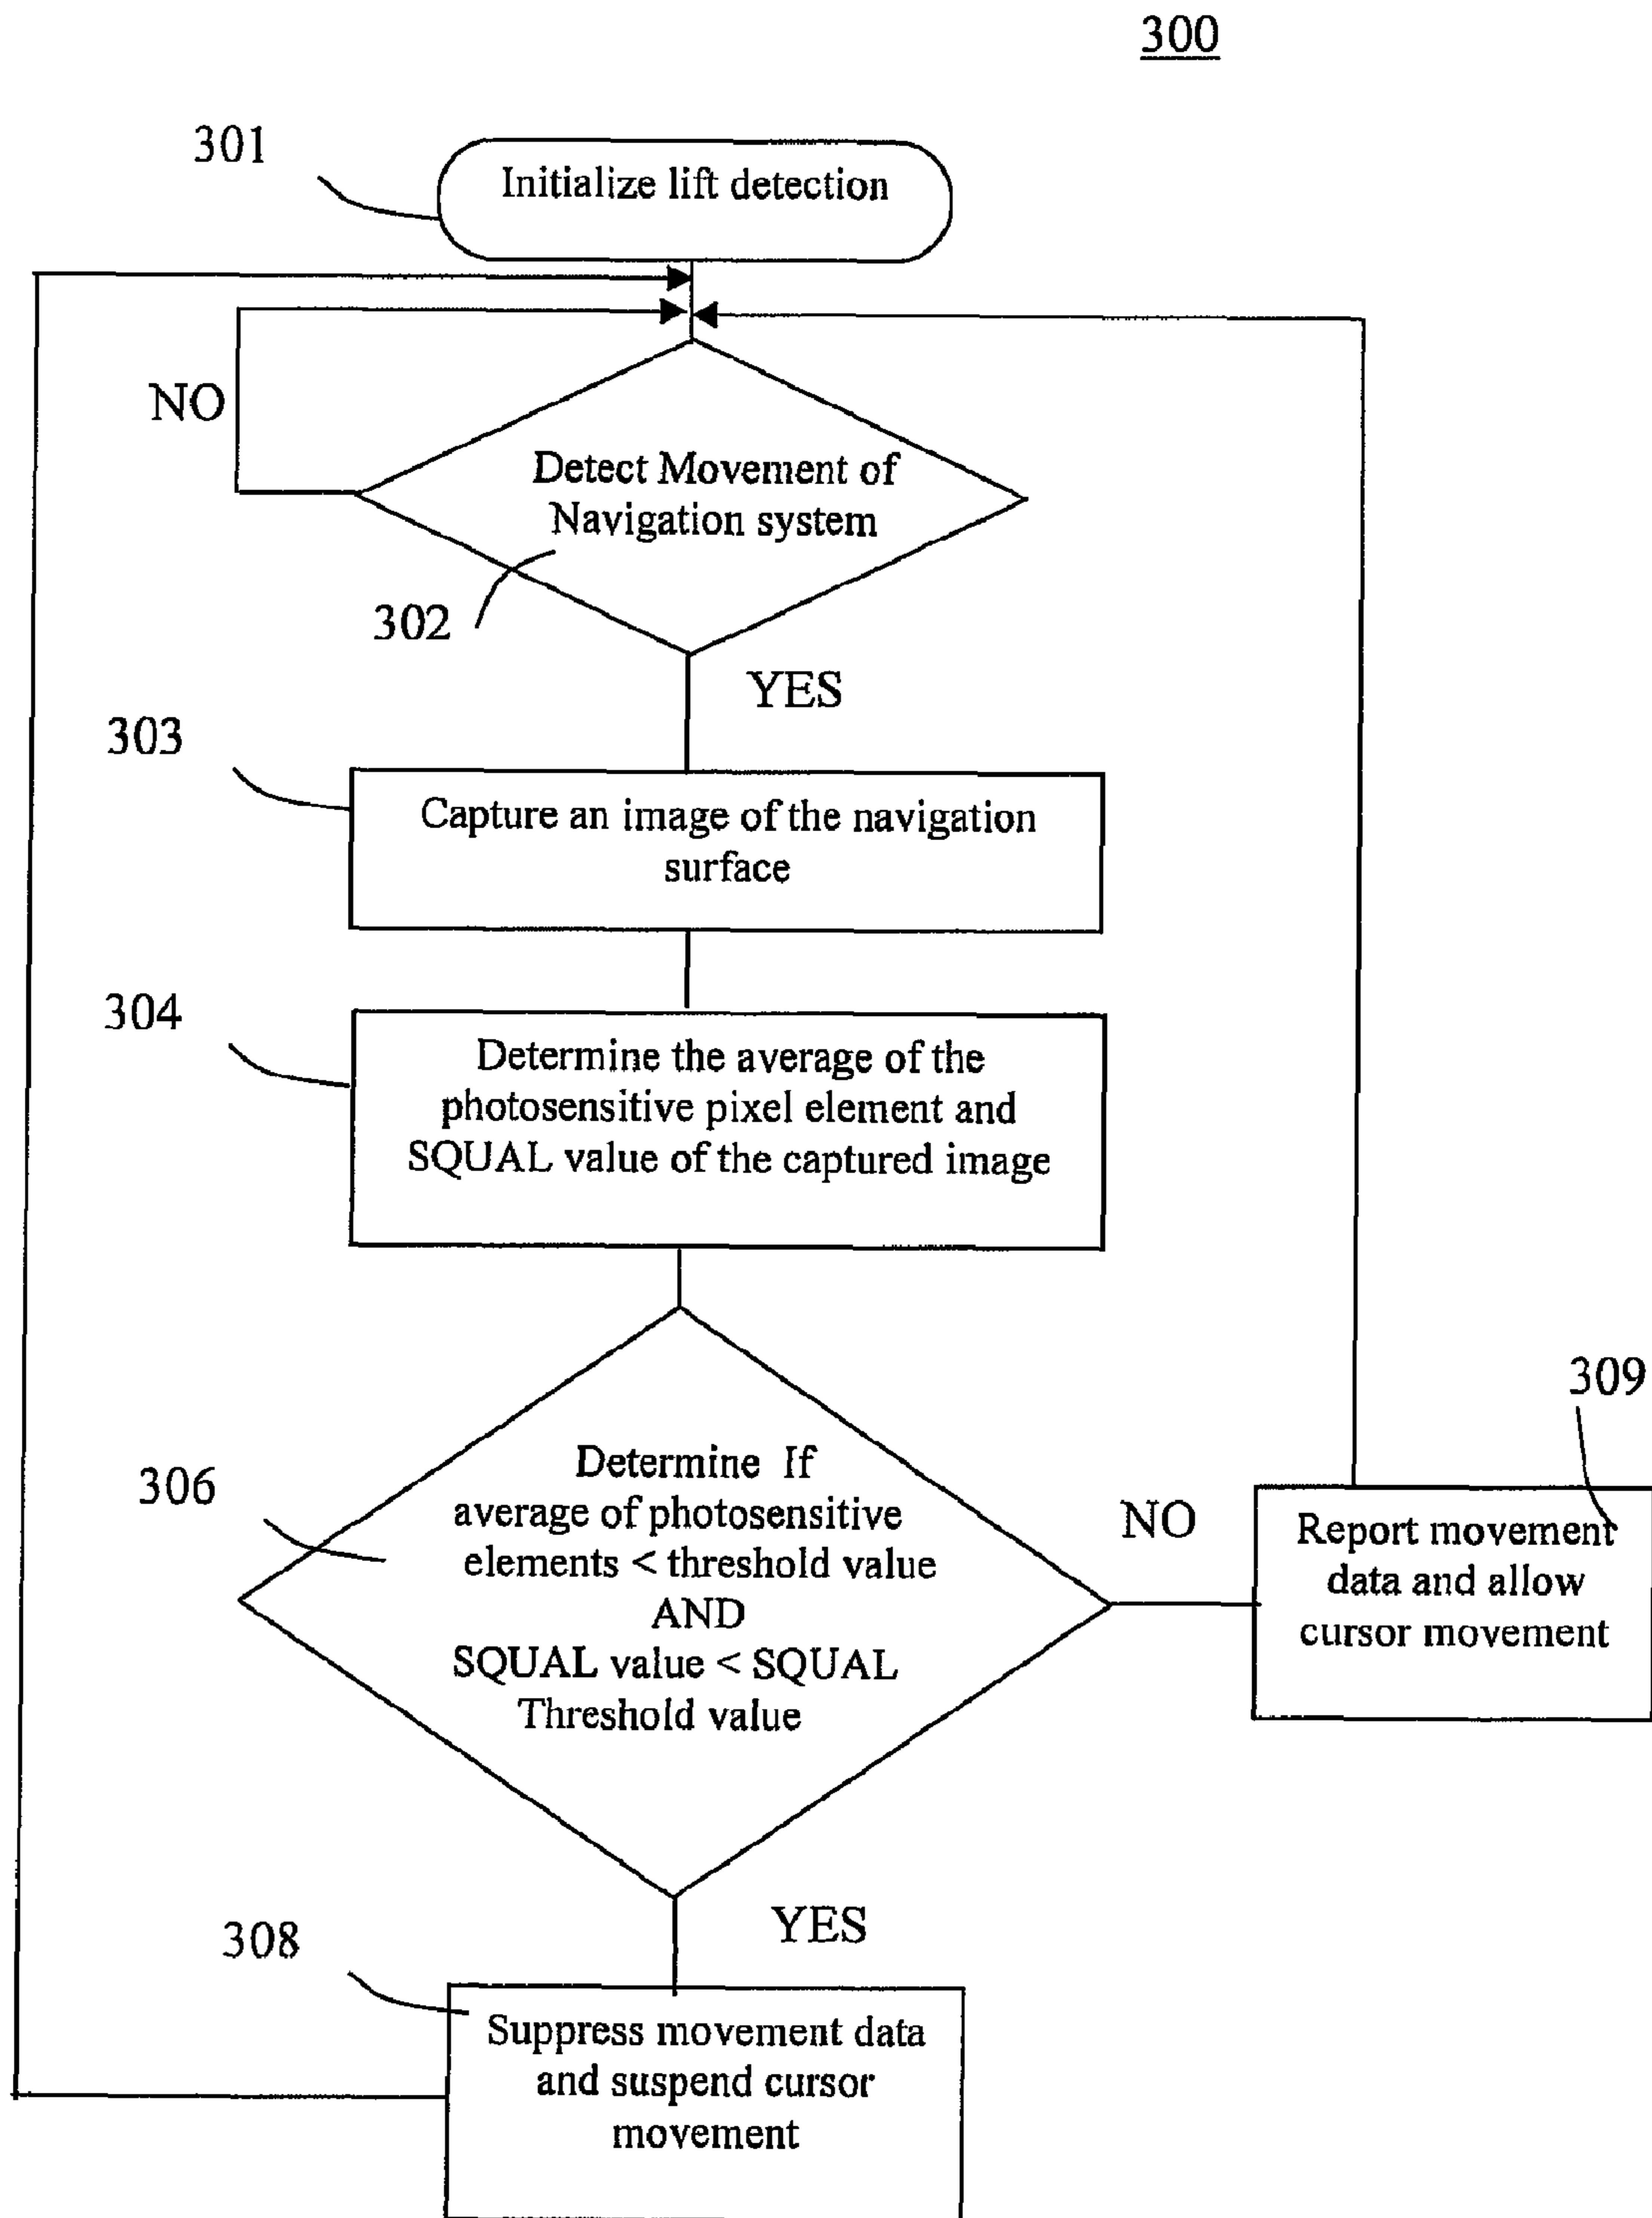 300
301
Initialize lift detection
NO
Detect Movement of
Navigation system
302
YES
303
Capture an image of the navigation
surface
304
Determine the average of the
photosensitive pixel element and
SQUAL value of the captured image
306
Determine If
average of photosensitive
elements < threshold value
AND
SQUAL value < SQUAL
Threshold value
NO
309
Report movement
data and allow
cursor movement
YES
308
Suppress movement data
and suspend cursor
movement